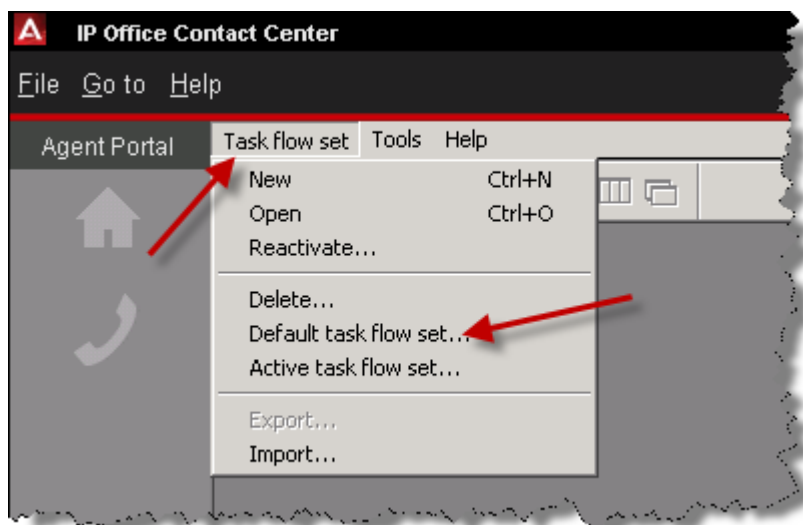 IP Office Contact Center
File Go to Help
Agent Portal
Task flow set Tools Help
New Ctrl+N
Open Ctrl+O
Reactivate...
Delete...
Default task flow set...
Active task flow set...
Export...
Import...